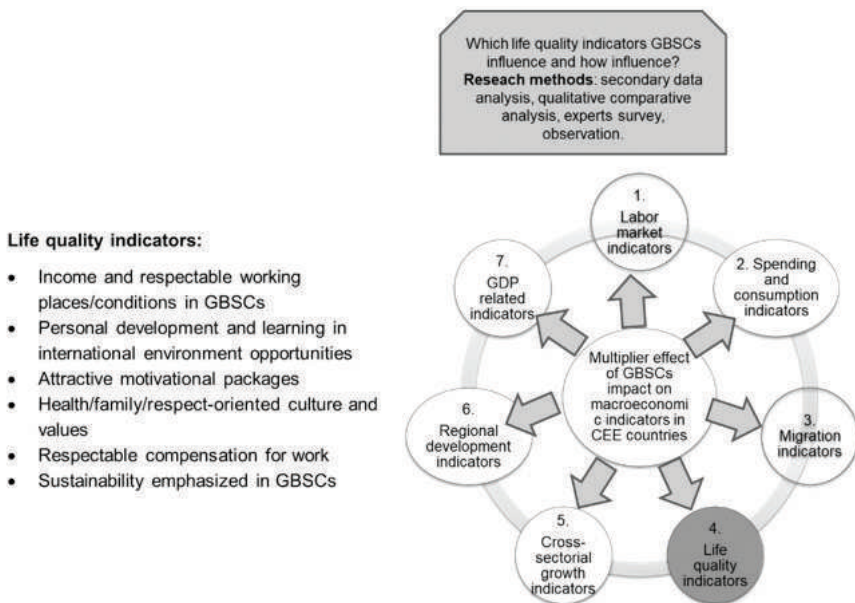 Which life quality indicators GBSCs
influence and how influence?
Reseach methods: secondary data
analysis, qualitative comparative
analysis, experts survey,
observation.
Life quality indicators:
• Income and respectable working
places/conditions in GBSCs
• Personal development and learning in
international environment opportunities
• Attractive motivational packages
• Health/family/respect-oriented culture and
values
• Respectable compensation for work
• Sustainability emphasized in GBSCs
1.
Labor
market
indicators
2. Spending
and
consumption
indicators
3.
Migration
indicators
4.
Life
quality
indicators
5.
Cross-
sectorial
growth
indicators
6.
Regional
development
indicators
7.
GDP
related
indicators
Multiplier effect
of GBSCs
impact on
macroeconomi
c indicators in
CEE countries